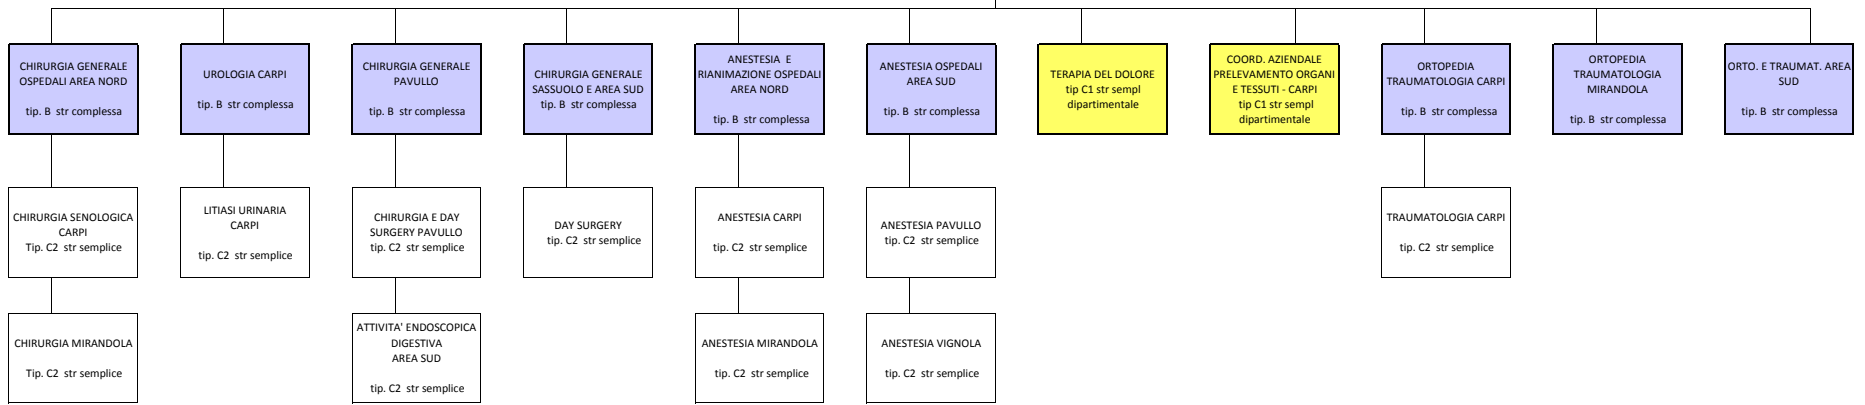 CHIRURGIA GENERALE
OSPEDALI AREA NORD
tip. B str complessa
UROLOGIA CARPI
tip. B str complessa
CHIRURGIA GENERALE
PAVULLO
tip. B str complessa
CHIRURGIA GENERALE
SASSUOLO E AREA SUD
tip. B str complessa
ANESTESIA E
RIANIMAZIONE OSPEDALI
AREA NORD
tip. B str complessa
ANESTESIA OSPEDALI
AREA SUD
tip. B str complessa
TERAPIA DEL DOLORE
tip C1 str sempl
dipartimentale
COORD. AZIENDALE
PRELEVAMENTO ORGANI
E TESSUTI - CARPI
tip C1 str sempl
dipartimentale
ORTOPEDIA
TRAUMATOLOGIA CARPI
tip. B str complessa
ORTOPEDIA
TRAUMATOLOGIA
MIRANDOLA
tip. B str complessa
ORTO. E TRAUMAT. AREA
SUD
tip. B str complessa
CHIRURGIA SENOLOGICA
CARPI
Tip. C2 str semplice
LITIASI URINARIA
CARPI
tip. C2 str semplice
CHIRURGIA E DAY
SURGERY PAVULLO
tip. C2 str semplice
DAY SURGERY
tip. C2 str semplice
ANESTESIA CARPI
tip. C2 str semplice
ANESTESIA PAVULLO
tip. C2 str semplice
TRAUMATOLOGIA CARPI
tip. C2 str semplice
CHIRURGIA MIRANDOLA
Tip. C2 str semplice
ATTIVITA' ENDOSCOPICA
DIGESTIVA
AREA SUD
tip. C2 str semplice
ANESTESIA MIRANDOLA
tip. C2 str semplice
ANESTESIA VIGNOLA
tip. C2 str semplice